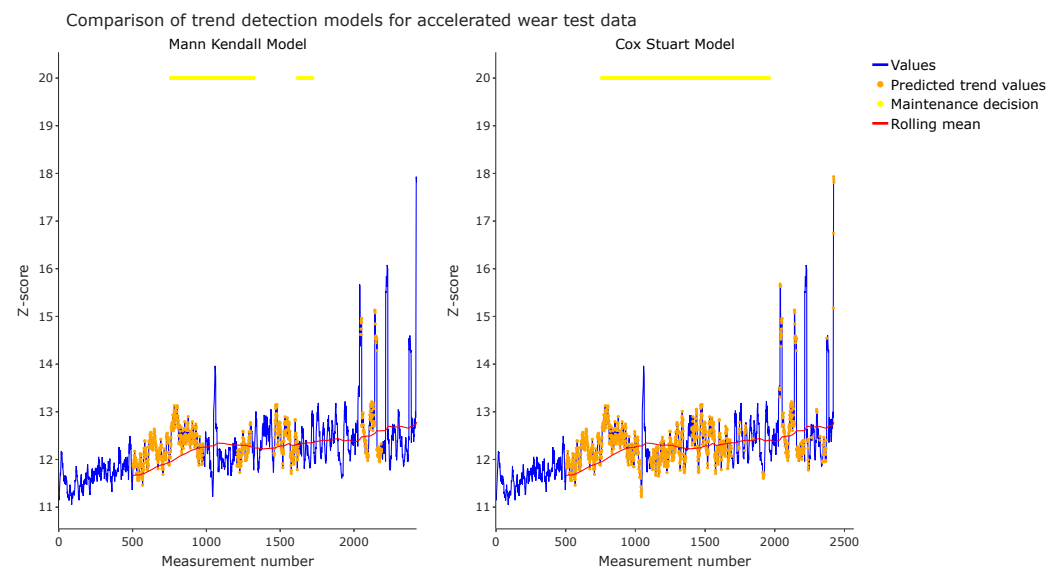 Comparison of trend detection models for accelerated wear test data
Mann Kendall Model
20
19
18
17
16
15
14
13
12
11
Z-score
0
500
1000
1500
2000
Measurement number
Cox Stuart Model
20
19
18
17
16
15
14
13
12
11
Z-score
0
500
1000
1500
2000
2500
Measurement number
Values
Predicted trend values
Maintenance decision
Rolling mean